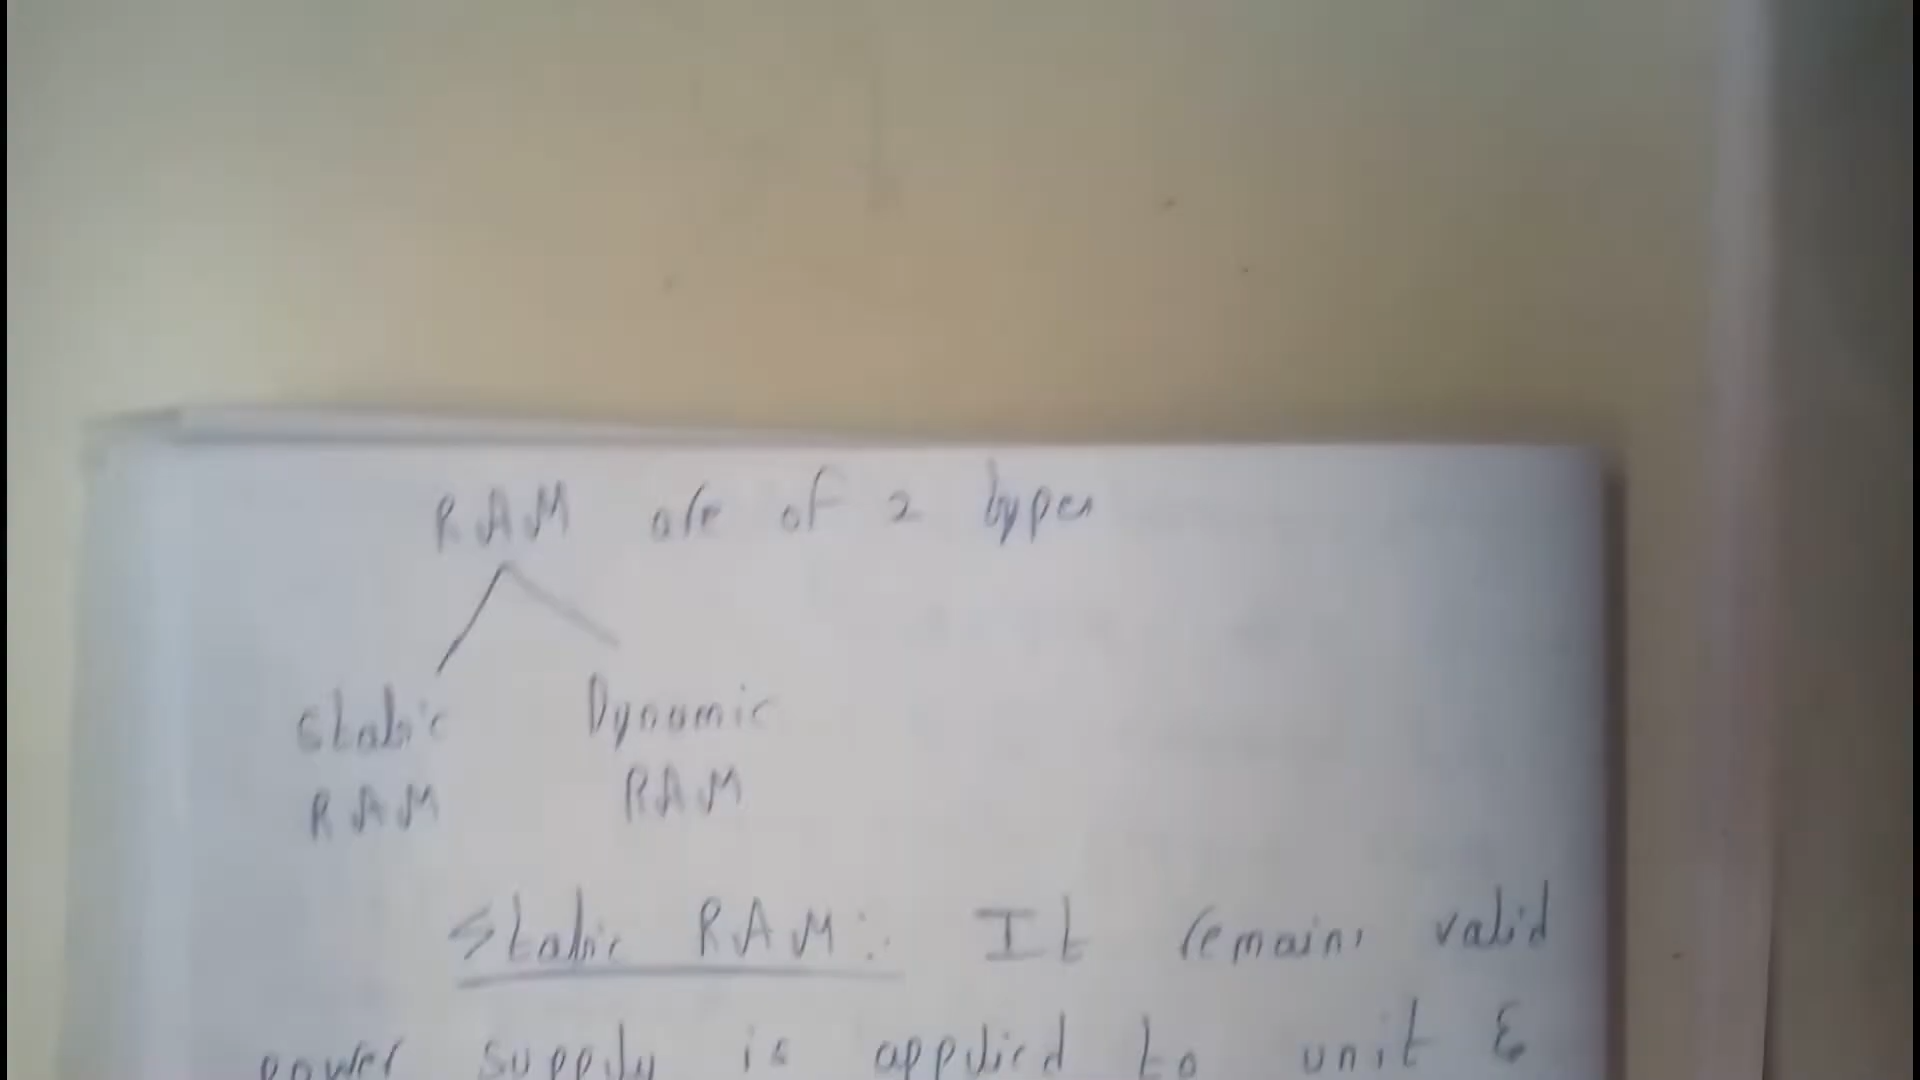 RAM are of 2 types
Static Dynamic
RAM RAM
Static RAM: It remains valid
power supply is applied to unit &